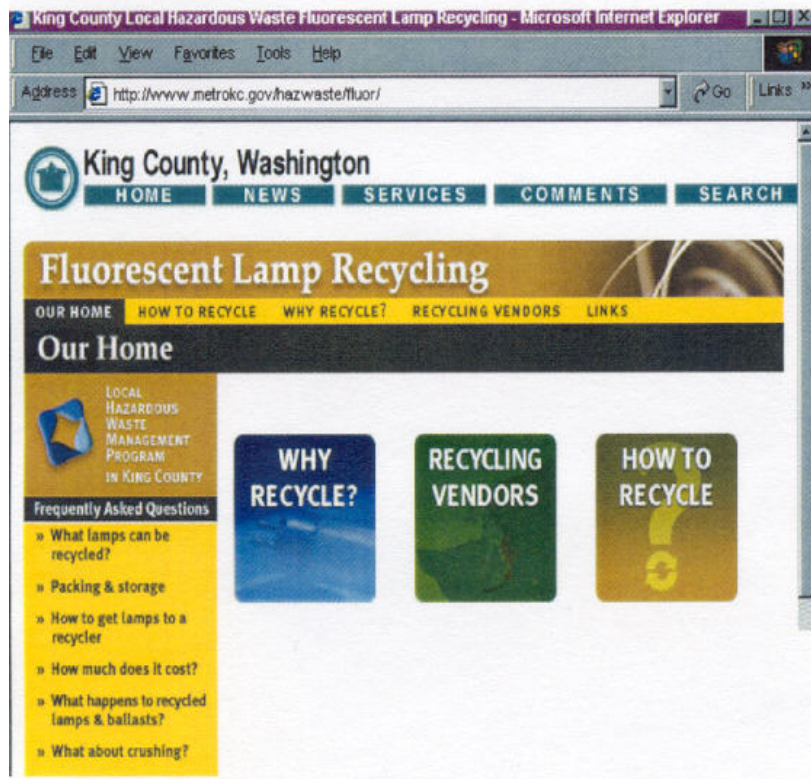 King County Local Hazardous Waste Fluorescent Lamp Recycling - Microsoft Internet Explorer
File Edit View Favorites Tools Help
Address http://www.metrokc.gov/hazwaste/fluor/ Go Links »
King County, Washington
HOME NEWS SERVICES COMMENTS SEARCH
Fluorescent Lamp Recycling
OUR HOME HOW TO RECYCLE WHY RECYCLE? RECYCLING VENDORS LINKS
Our Home
LOCAL
HAZARDOUS
WASTE
MANAGEMENT
PROGRAM
IN KING COUNTY
Frequently Asked Questions
» What lamps can be
recycled?
» Packing & storage
» How to get lamps to a
recycler
» How much does it cost?
» What happens to recycled
lamps & ballasts?
» What about crushing?
WHY
RECYCLE?
RECYCLING
VENDORS
HOW TO
RECYCLE